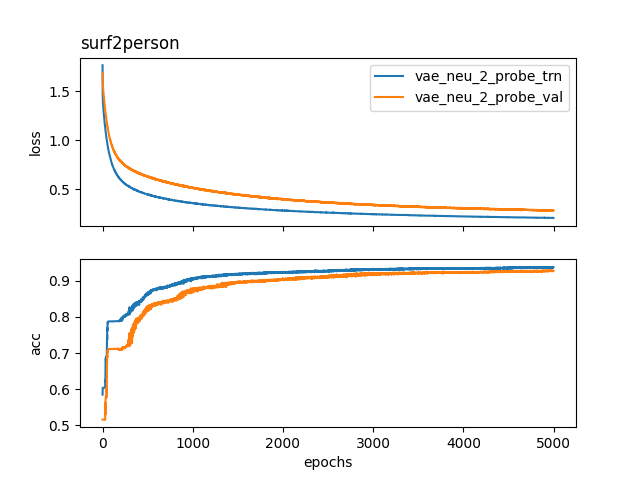 surf2person
vae_neu_2_probe_trn
vae_neu_2_probe_val
1.5
1.0
0.5
loss
0.9
0.8
0.7
0.6
0.5
acc
0 1000 2000 3000 4000 5000
epochs